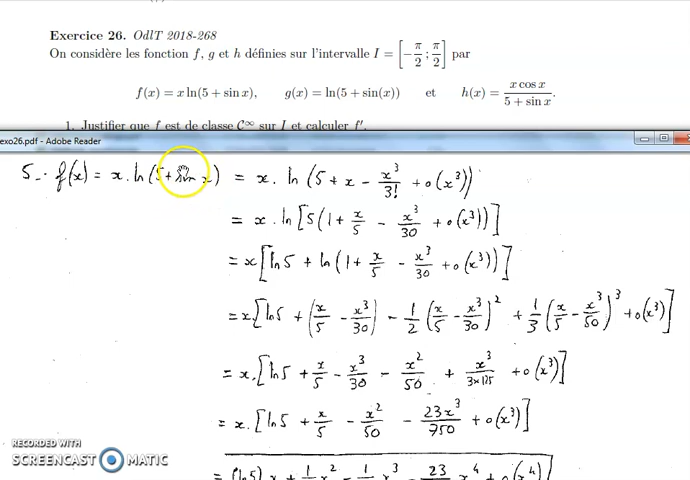 Exercice 26. OdlT 2018-268
On considère les fonction f, g et h définies sur l'intervalle I = [-π/2 ; π/2] par
f(x) = x ln(5 + sin x), g(x) = ln(5 + sin(x)) et h(x) = x cos x / (5 + sin x).
1. Justifier que f est de classe C^∞ sur I et calculer f'.
exo26.pdf - Adobe Reader
5-. f(x) = x. ln(5+sin x) = x. ln(5 + x - x³/3! + o(x³))
= x. ln[5(1 + x/5 - x³/30 + o(x³))]
= x[ln5 + ln(1 + x/5 - x³/30 + o(x³))]
= x[ln5 + (x/5 - x³/30) - 1/2 (x/5 - x³/30)² + 1/3 (x/5 - x³/50)³ + o(x³)]
= x.[ln5 + x/5 - x³/30 - x²/50 + x³/3×125 + o(x³)]
= x.[ln5 + x/5 - x²/50 - 23x³/750 + o(x³)]
RECORDED WITH
SCREENCAST MATIC